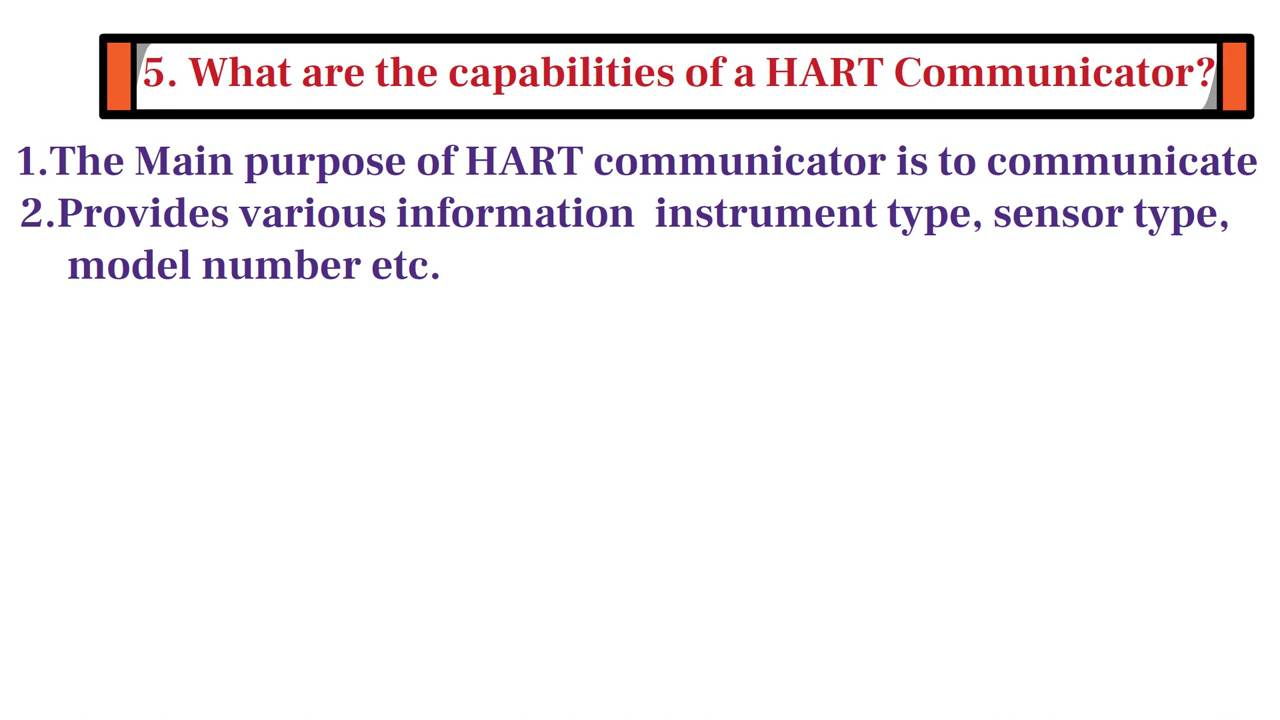 5. What are the capabilities of a HART Communicator?
1.The Main purpose of HART communicator is to communicate
2.Provides various information  instrument type, sensor type,
model number etc.